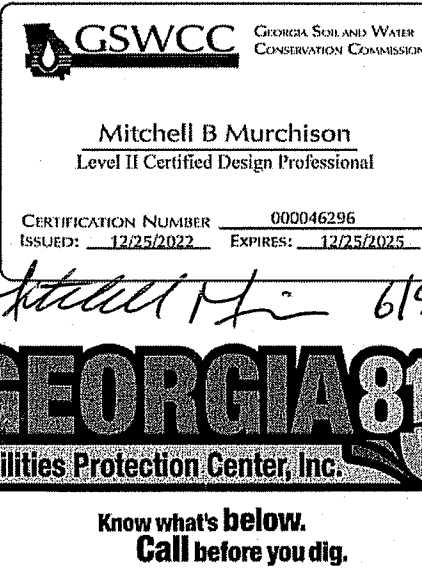 GSWCC
GEORGIA SOIL AND WATER
CONSERVATION COMMISSION
Mitchell B Murchison
Level II Certified Design Professional
CERTIFICATION NUMBER 000046296
ISSUED: 12/25/2022 EXPIRES: 12/25/2025
GEORGIA81
ilities Protection Center, Inc.
Know what's below.
Call before you dig.